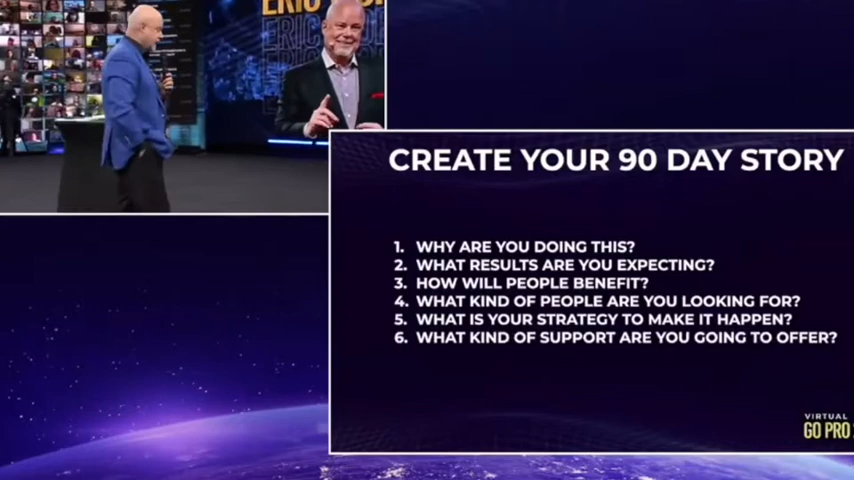 ERIC
ERIC
CREATE YOUR 90 DAY STORY
1. WHY ARE YOU DOING THIS?
2. WHAT RESULTS ARE YOU EXPECTING?
3. HOW WILL PEOPLE BENEFIT?
4. WHAT KIND OF PEOPLE ARE YOU LOOKING FOR?
5. WHAT IS YOUR STRATEGY TO MAKE IT HAPPEN?
6. WHAT KIND OF SUPPORT ARE YOU GOING TO OFFER?
VIRTUAL
GO PRO